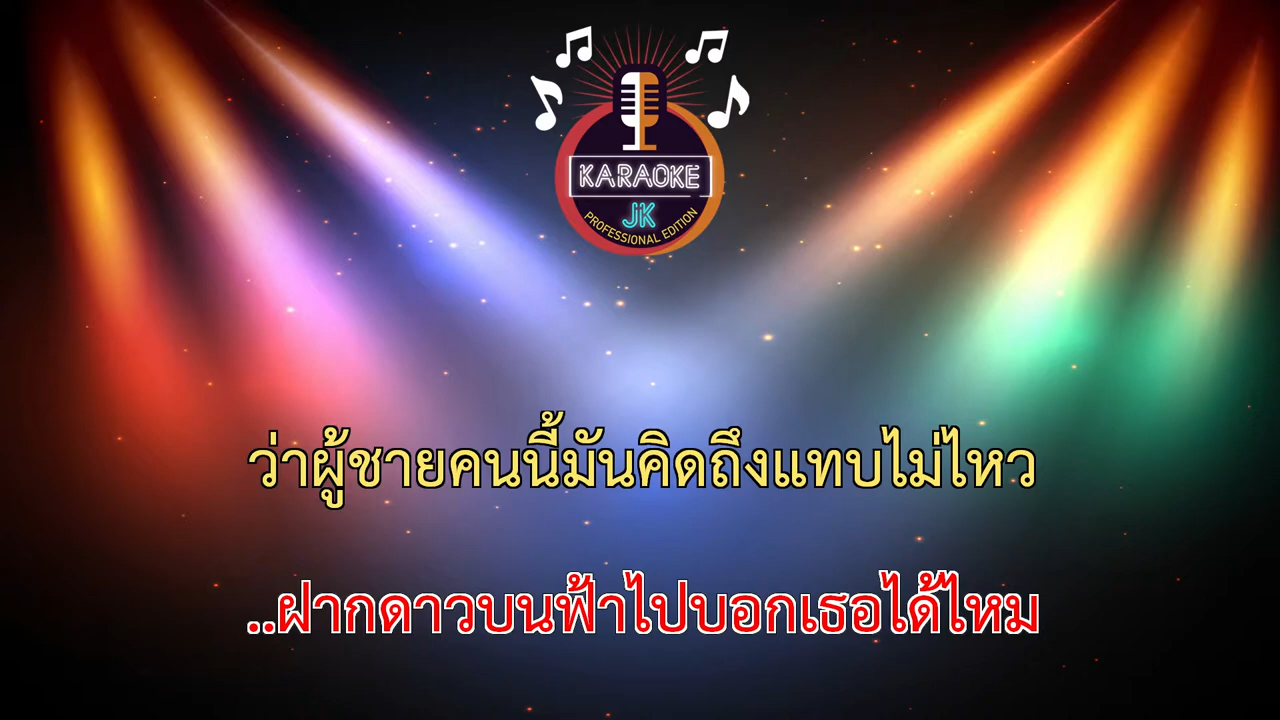 KARAOKE
JK
PROFESSIONAL EDITION
ว่าผู้ชายคนนี้มันคิดถึงแทบไม่ไหว
..ฝากดาวบนฟ้าไปบอกเธอได้ไหม